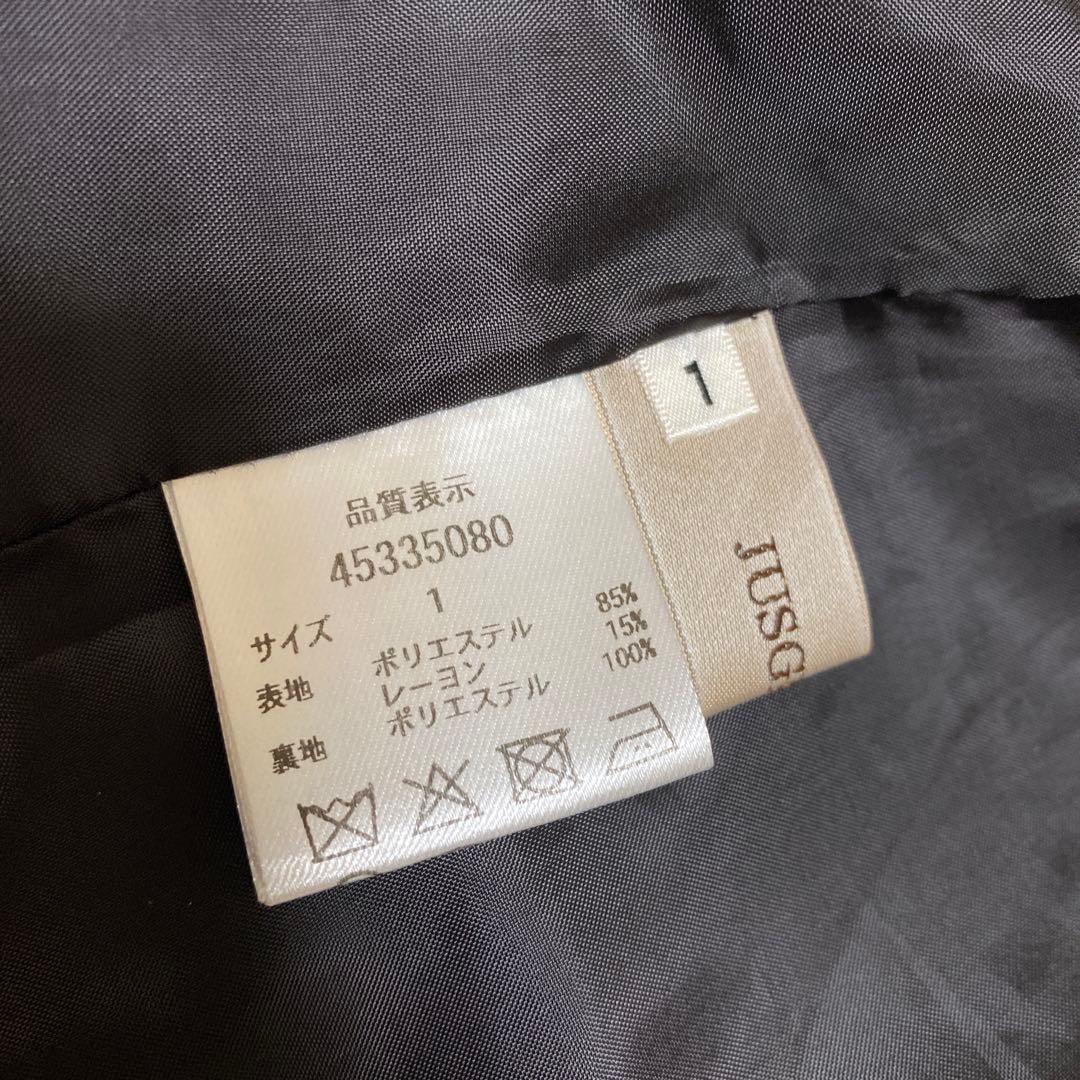 品質表示
45335080
サイズ 1
表地 ポリエステル 85%
レーヨン 15%
裏地 ポリエステル 100%
1
JUSG